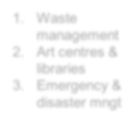 1. Waste
management
2. Art centres &
libraries
3. Emergency &
disaster mngt